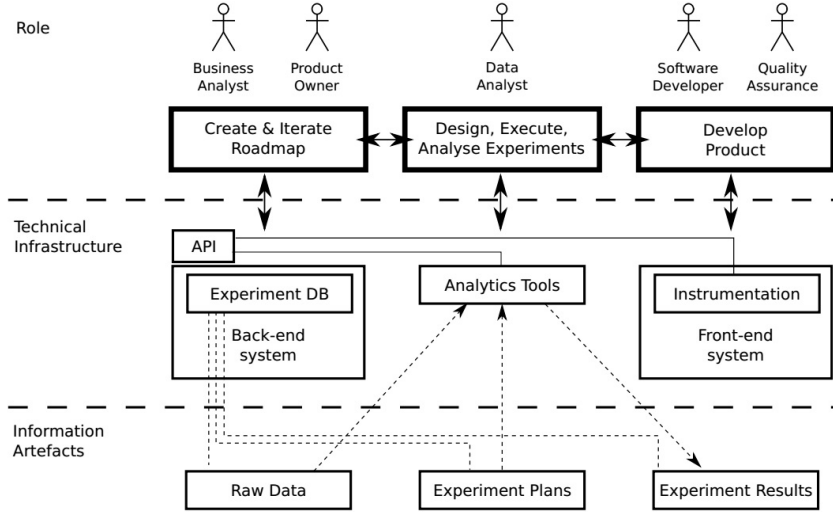 Role
Business
Analyst
Product
Owner
Data
Analyst
Software
Developer
Quality
Assurance
Create & Iterate
Roadmap
Design, Execute,
Analyse Experiments
Develop
Product
Technical
Infrastructure
API
Experiment DB
Back-end
system
Analytics Tools
Instrumentation
Front-end
system
Information
Artefacts
Raw Data
Experiment Plans
Experiment Results